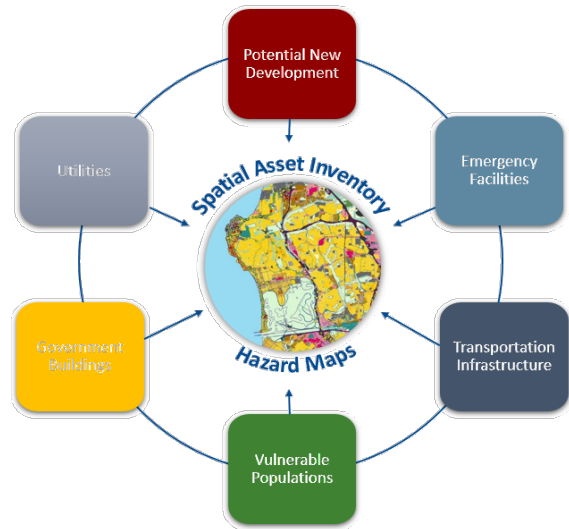 Potential New
Development
Utilities
Emergency
Facilities
Spatial Asset Inventory
Government
Buildings
Hazard Maps
Transportation
Infrastructure
Vulnerable
Populations